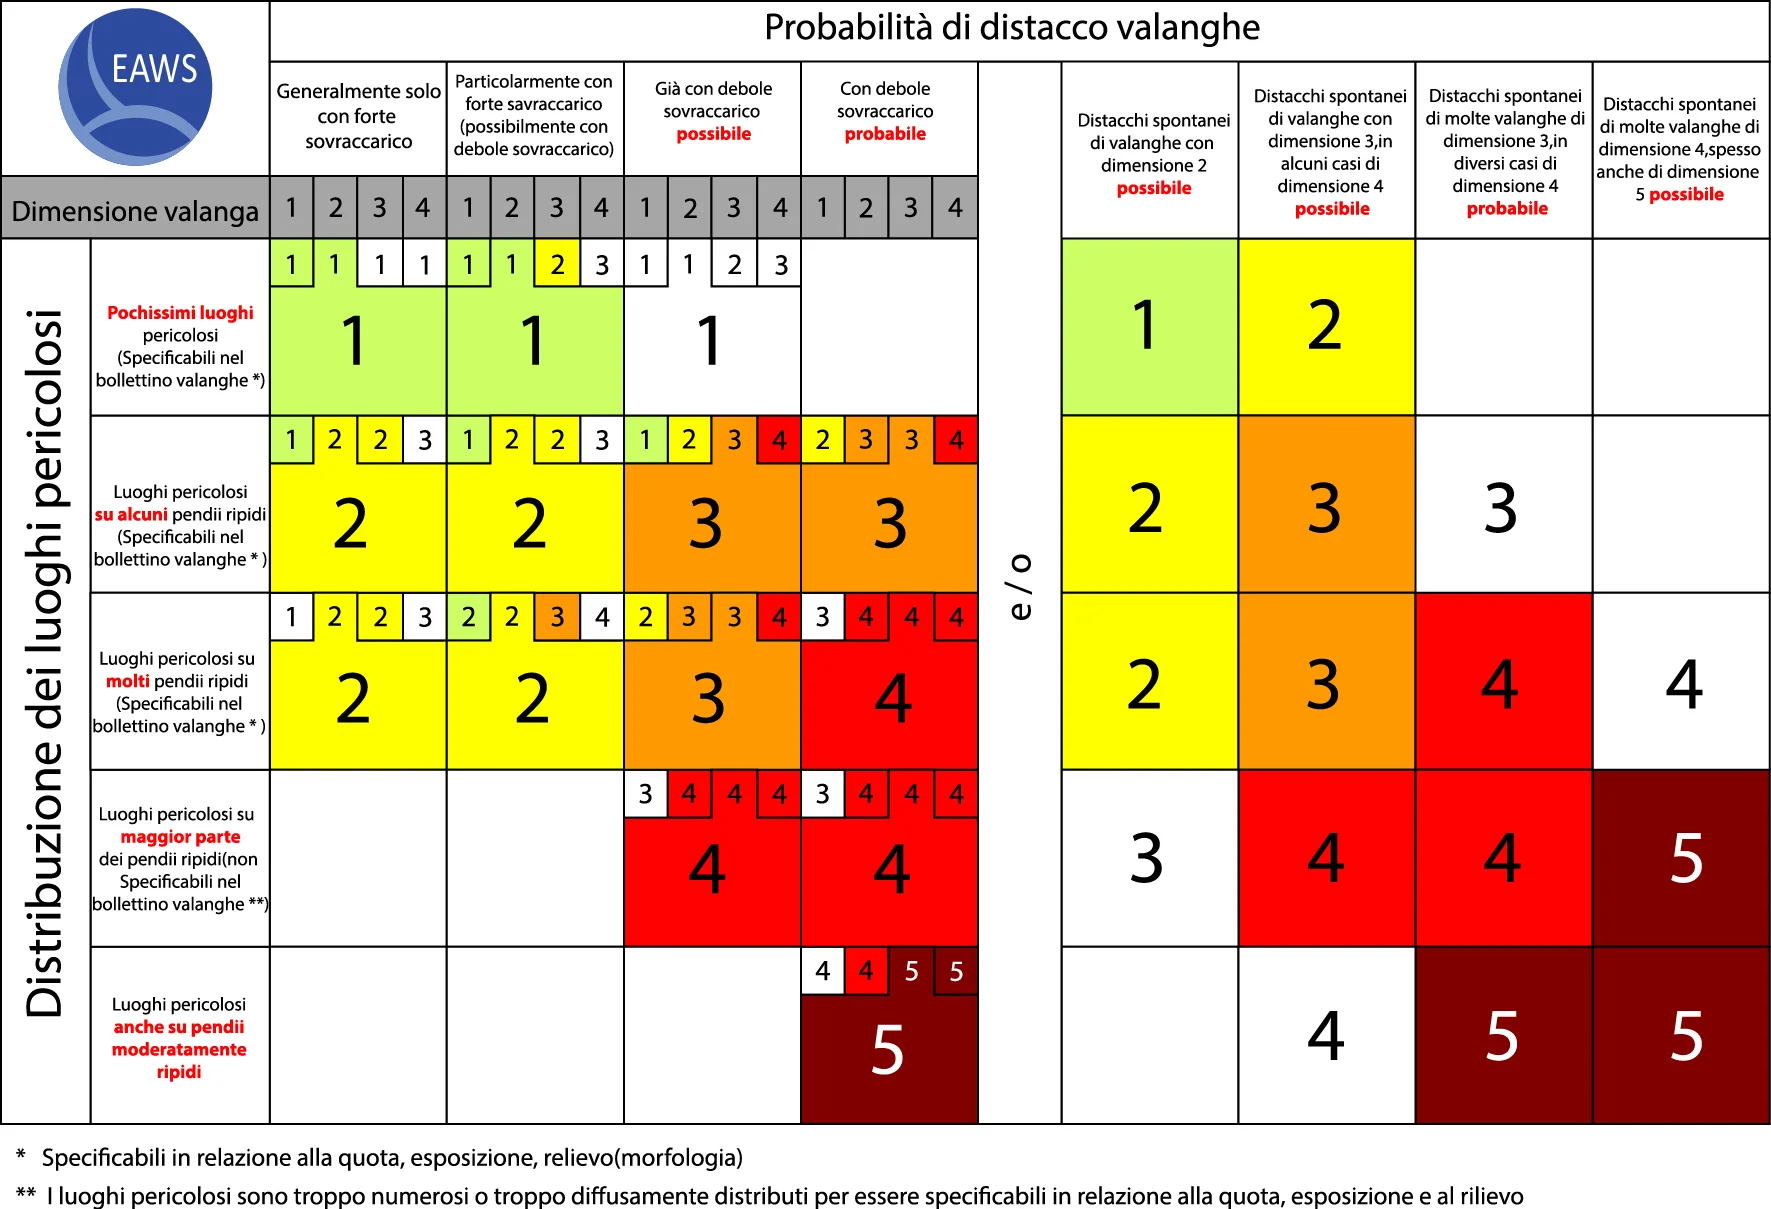 EAWS
Probabilità di distacco valanghe
Generalmente solo
con forte
sovraccarico
Particolarmente con
forte savraccarico
(possibilmente con
debole sovraccarico)
Già con debole
sovraccarico
possibile
Con debole
sovraccarico
probabile
e / o
Distacchi spontanei
di valanghe con
dimensione 2
possibile
Distacchi spontanei
di valanghe con
dimensione 3,in
alcuni casi di
dimensione 4
possibile
Distacchi spontanei
di molte valanghe di
dimensione 3,in
diversi casi di
dimensione 4
probabile
Distacchi spontanei
di molte valanghe di
dimensione 4,spesso
anche di dimensione
5 possibile
Dimensione valanga 1 2 3 4 1 2 3 4 1 2 3 4 1 2 3 4
Distribuzione dei luoghi pericolosi
Pochissimi luoghi
pericolosi
(Specificabili nel
bollettino valanghe *)
1 1 1 1 1 1 2 3 1 1 2 3
1 1 1 1 2
Luoghi pericolosi
su alcuni pendii ripidi
(Specificabili nel
bollettino valanghe * )
1 2 2 3 1 2 2 3 1 2 3 4 2 3 3 4
2 2 3 3 2 3 3
Luoghi pericolosi su
molti pendii ripidi
(Specificabili nel
bollettino valanghe * )
1 2 2 3 2 2 3 4 2 3 3 4 3 4 4 4
2 2 3 4 2 3 4 4
Luoghi pericolosi su
maggior parte
dei pendii ripidi(non
Specificabili nel
bollettino valanghe **)
3 4 4 4 3 4 4 4
4 4 3 4 4 5
Luoghi pericolosi
anche su pendii
moderatamente
ripidi
4 4 5 5
5 4 5 5
* Specificabili in relazione alla quota, esposizione, relievo(morfologia)
** I luoghi pericolosi sono troppo numerosi o troppo diffusamente distributi per essere specificabili in relazione alla quota, esposizione e al rilievo